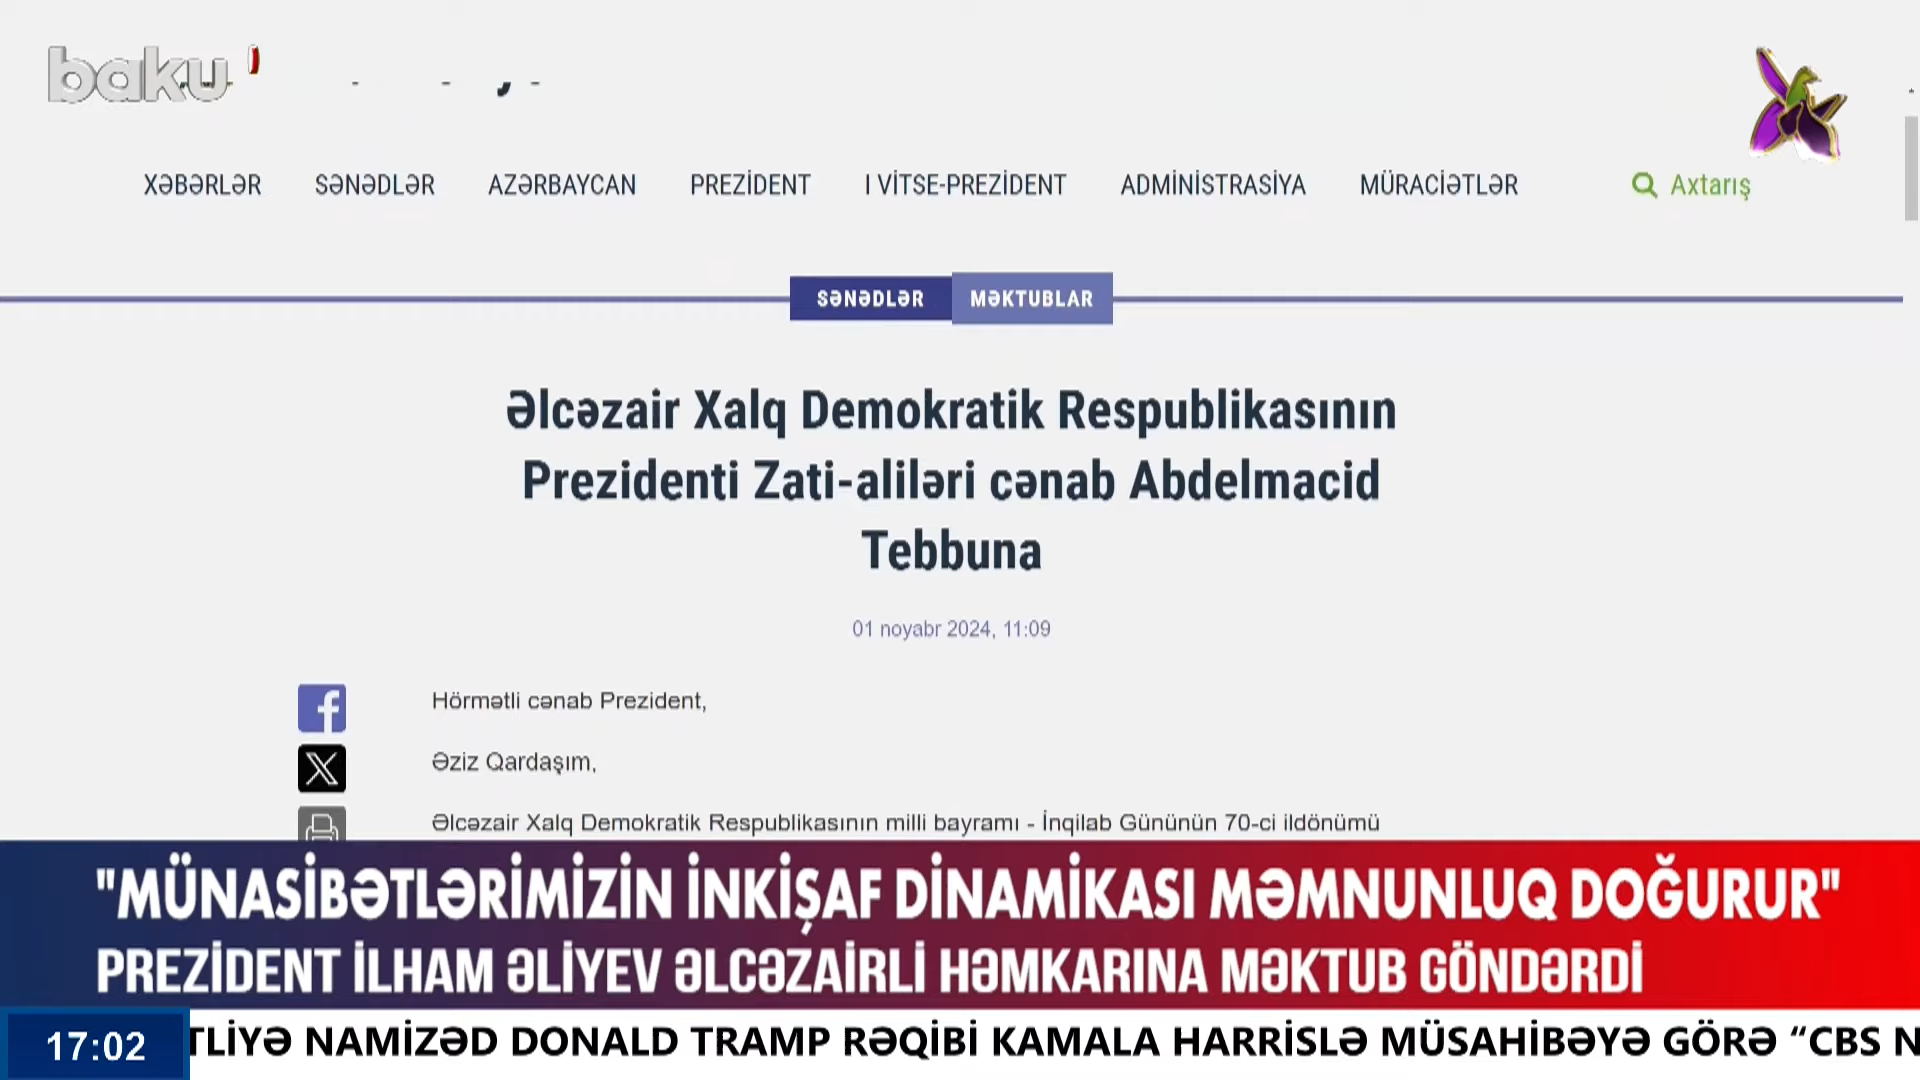 baku
XƏBƏRLƏR SƏNƏDLƏR AZƏRBAYCAN PREZİDENT I VİTSE-PREZİDENT ADMİNİSTRASİYA MÜRACİƏTLƏR Axtarış
SƏNƏDLƏR MƏKTUBLAR
Əlcəzair Xalq Demokratik Respublikasının
Prezidenti Zati-aliləri cənab Abdelmacid
Tebbuna
01 noyabr 2024, 11:09
Hörmətli cənab Prezident,
Əziz Qardaşım,
Əlcəzair Xalq Demokratik Respublikasının milli bayramı - İnqilab Gününün 70-ci ildönümü
"MÜNASİBƏTLƏRİMİZİN İNKİŞAF DİNAMİKASI MƏMNUNLUQ DOĞURUR"
PREZİDENT İLHAM ƏLİYEV ƏLCƏZAİRLİ HƏMKARINA MƏKTUB GÖNDƏRDİ
17:02 TLİYƏ NAMİZƏD DONALD TRAMP RƏQİBİ KAMALA HARRİSLƏ MÜSAHİBƏYƏ GÖRƏ “CBS N